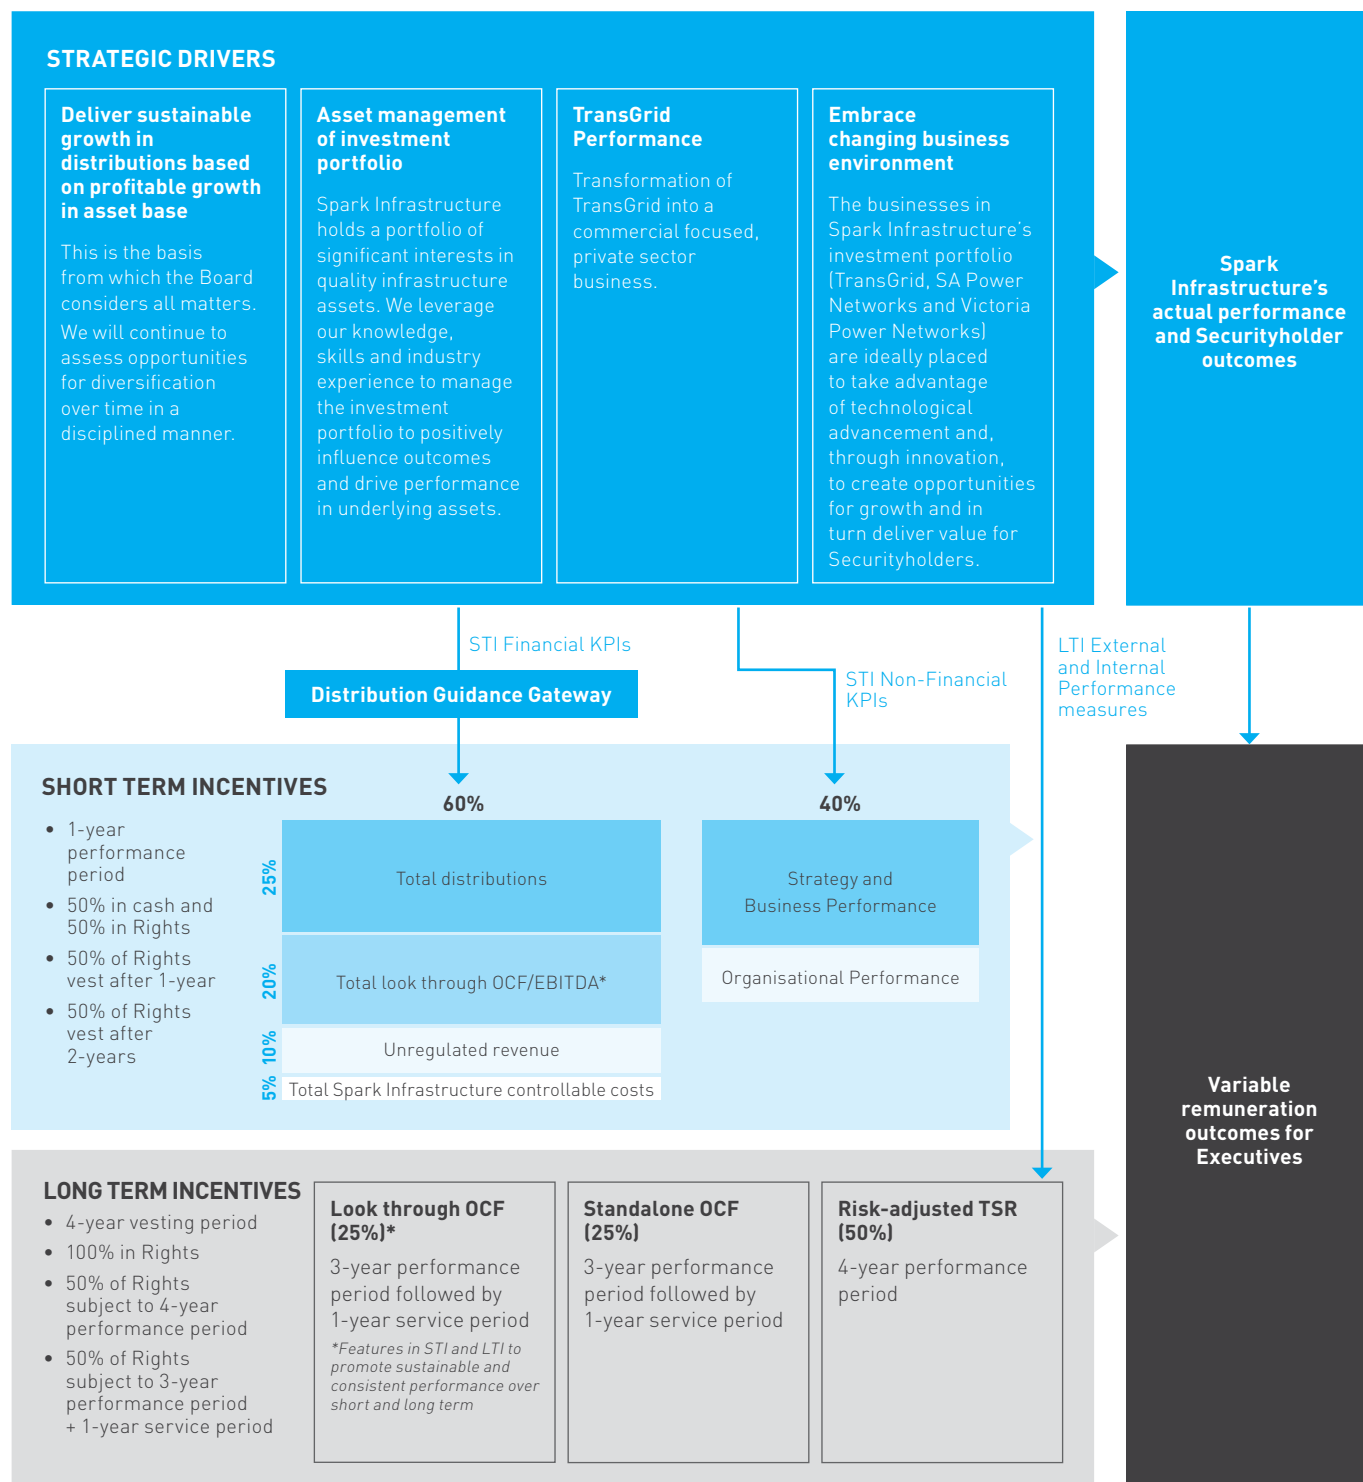 STRATEGIC DRIVERS
Deliver sustainable
growth in
distributions based
on profitable growth
in asset base
This is the basis
from which the Board
considers all matters.
We will continue to
assess opportunities
for diversification
over time in a
disciplined manner.
Asset management
of investment
portfolio
Spark Infrastructure
holds a portfolio of
significant interests in
quality infrastructure
assets. We leverage
our knowledge,
skills and industry
experience to manage
the investment
portfolio to positively
influence outcomes
and drive performance
in underlying assets.
TransGrid
Performance
Transformation of
TransGrid into a
commercial focused,
private sector
business.
Embrace
changing business
environment
The businesses in
Spark Infrastructure's
investment portfolio
(TransGrid, SA Power
Networks and Victoria
Power Networks)
are ideally placed
to take advantage
of technological
advancement and,
through innovation,
to create opportunities
for growth and in
turn deliver value for
Securityholders.
Spark
Infrastructure's
actual performance
and Securityholder
outcomes
STI Financial KPIs
Distribution Guidance Gateway
STI Non-Financial
KPIs
LTI External
and Internal
Performance
measures
SHORT TERM INCENTIVES
• 1-year
performance
period
• 50% in cash and
50% in Rights
• 50% of Rights
vest after 1-year
• 50% of Rights
vest after
2-years
60%
25%
Total distributions
20%
Total look through OCF/EBITDA*
10%
Unregulated revenue
5%
Total Spark Infrastructure controllable costs
40%
Strategy and
Business Performance
Organisational Performance
Variable
remuneration
outcomes for
Executives
LONG TERM INCENTIVES
• 4-year vesting period
• 100% in Rights
• 50% of Rights
subject to 4-year
performance period
• 50% of Rights
subject to 3-year
performance period
+ 1-year service period
Look through OCF
(25%)*
3-year performance
period followed by
1-year service period
*Features in STI and LTI to
promote sustainable and
consistent performance over
short and long term
Standalone OCF
(25%)
3-year performance
period followed by
1-year service period
Risk-adjusted TSR
(50%)
4-year performance
period